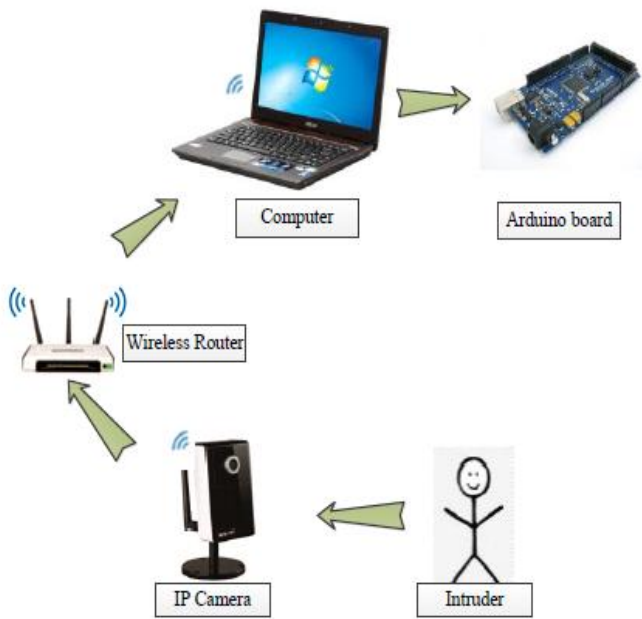 Computer
Arduino board
Wireless Router
IP Camera
Intruder